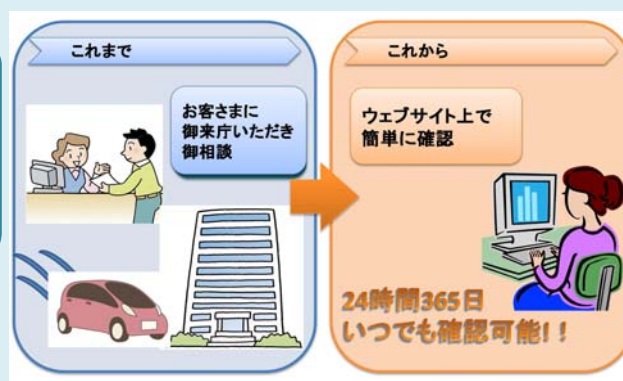 これまで
お客さまに
御来庁いただき
御相談
これから
ウェブサイト上で
簡単に確認
24時間365日
いつでも確認可能！！